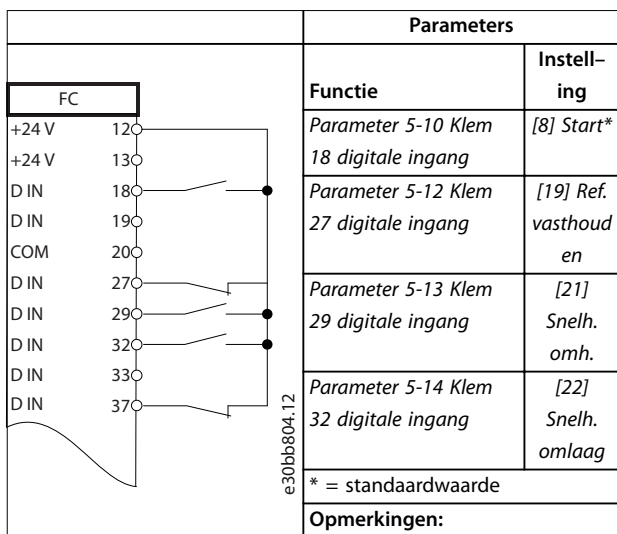 Parameters
Functie
Instell–
ing
FC
+24 V 12
+24 V 13
D IN 18
D IN 19
COM 20
D IN 27
D IN 29
D IN 32
D IN 33
D IN 37
e30bb804.12
Parameter 5-10 Klem
18 digitale ingang
[8] Start*
Parameter 5-12 Klem
27 digitale ingang
[19] Ref.
vasthoud
en
Parameter 5-13 Klem
29 digitale ingang
[21]
Snelh.
omh.
Parameter 5-14 Klem
32 digitale ingang
[22]
Snelh.
omlaag
* = standaardwaarde
Opmerkingen: